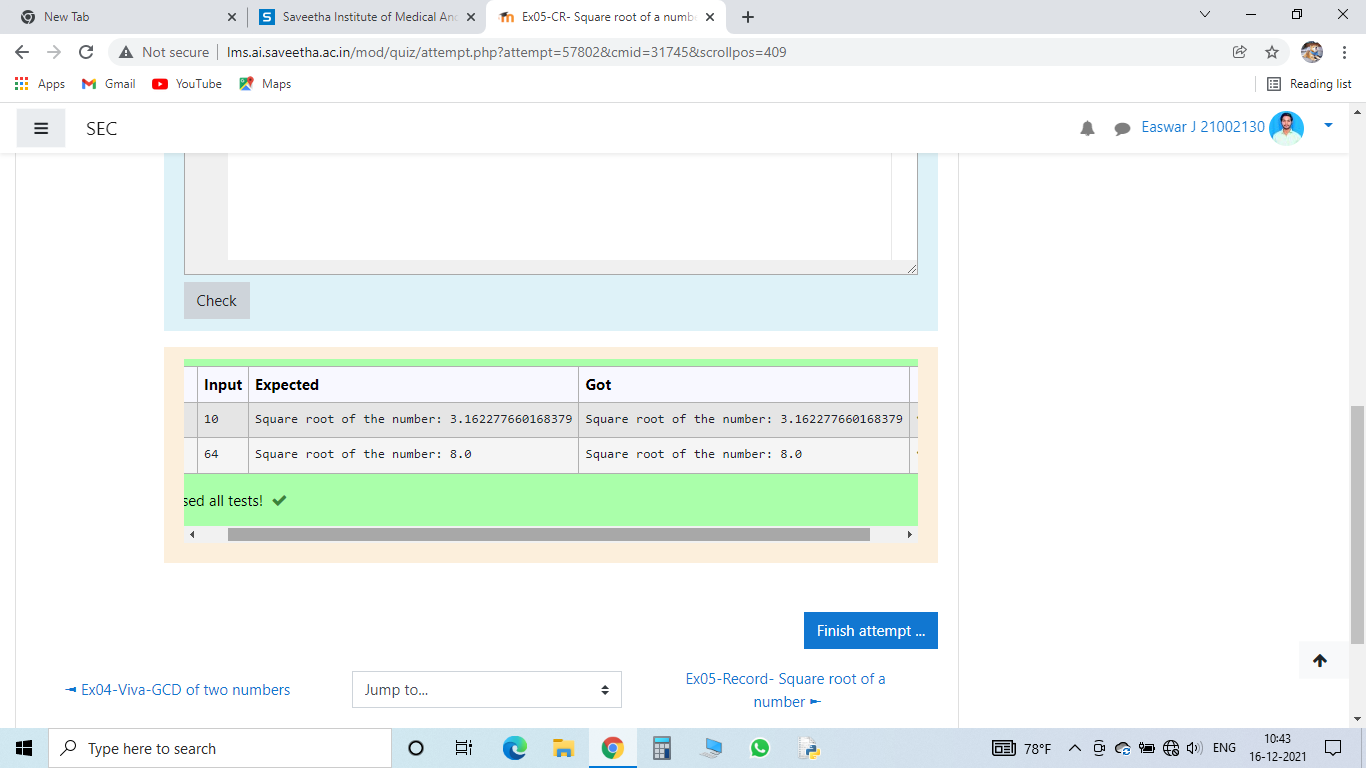 New Tab
Saveetha Institute of Medical And
Ex05-CR- Square root of a numbe
Not secure
lms.ai.saveetha.ac.in/mod/quiz/attempt.php?attempt=57802&cmid=31745&scrollpos=409
Apps
Gmail
YouTube
Maps
Reading list
SEC
Easwar J 21002130
Check
Input Expected Got
10 Square root of the number: 3.162277660168379 Square root of the number: 3.162277660168379
64 Square root of the number: 8.0 Square root of the number: 8.0
sed all tests!
Finish attempt ...
◄ Ex04-Viva-GCD of two numbers
Jump to...
Ex05-Record- Square root of a
number ►
Type here to search
78°F
ENG
10:43
16-12-2021